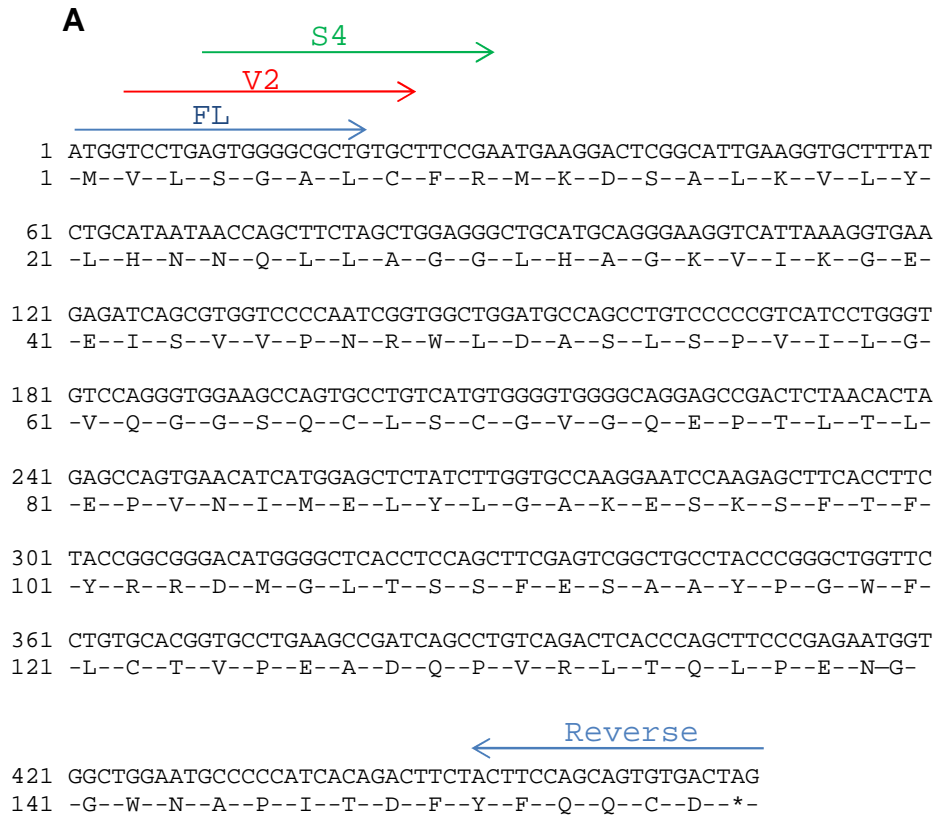 A
S4
V2
FL
1 ATGGTCCTGAGTGGGGCGCTGTGCTTCCGAATGAAGGACTCGGCATTGAAGGTGCTTTAT
1 -M--V--L--S--G--A--L--C--F--R--M--K--D--S--A--L--K--V--L--Y-
61 CTGCATAATAACCAGCTTCTAGCTGGAGGGCTGCATGCAGGGAAGGTCATTAAAGGTGAA
21 -L--H--N--N--Q--L--L--A--G--G--L--H--A--G--K--V--I--K--G--E-
121 GAGATCAGCGTGGTCCCCAATCGGTGGCTGGATGCCAGCCTGTCCCCCGTCATCCTGGGT
41 -E--I--S--V--V--P--N--R--W--L--D--A--S--L--S--P--V--I--L--G-
181 GTCCAGGGTGGAAGCCAGTGCCTGTCATGTGGGGTGGGGCAGGAGCCGACTCTAACACTA
61 -V--Q--G--G--S--Q--C--L--S--C--G--V--G--Q--E--P--T--L--T--L-
241 GAGCCAGTGAACATCATGGAGCTCTATCTTGGTGCCAAGGAATCCAAGAGCTTCACCTTC
81 -E--P--V--N--I--M--E--L--Y--L--G--A--K--E--S--K--S--F--T--F-
301 TACCGGCGGGACATGGGGCTCACCTCCAGCTTCGAGTCGGCTGCCTACCCGGGCTGGTTC
101 -Y--R--R--D--M--G--L--T--S--S--F--E--S--A--A--Y--P--G--W--F-
361 CTGTGCACGGTGCCTGAAGCCGATCAGCCTGTCAGACTCACCCAGCTTCCCGAGAATGGT
121 -L--C--T--V--P--E--A--D--Q--P--V--R--L--T--Q--L--P--E--N–G-
Reverse
421 GGCTGGAATGCCCCCATCACAGACTTCTACTTCCAGCAGTGTGACTAG
141 -G--W--N--A--P--I--T--D--F--Y--F--Q--Q--C--D--*-